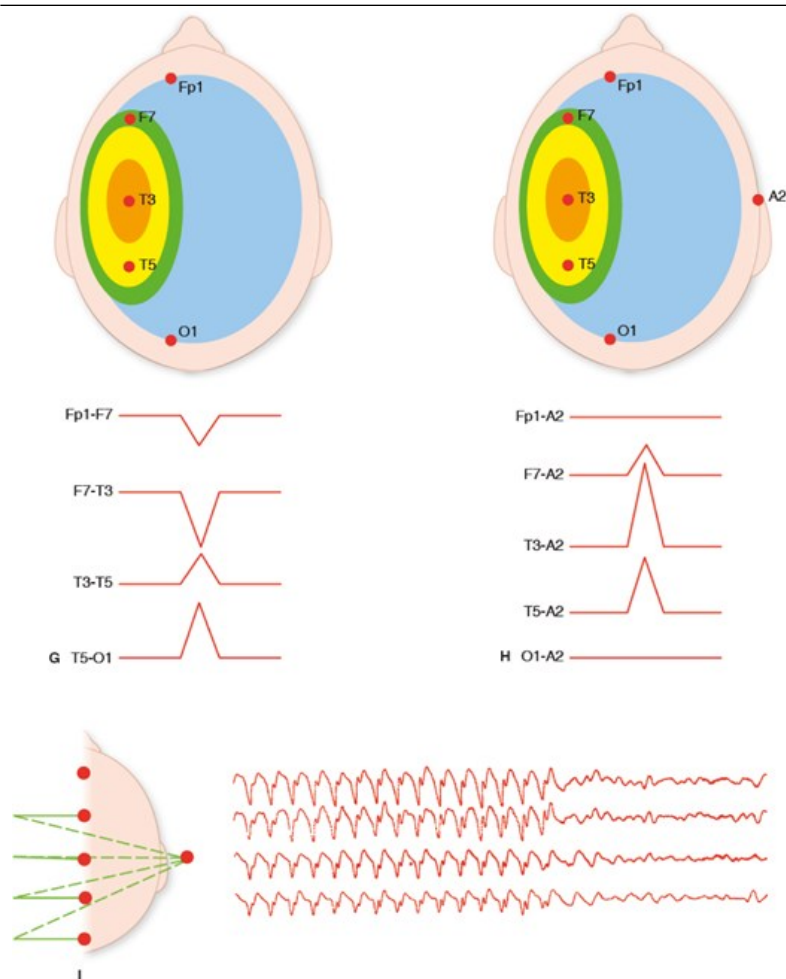 Fp1
F7
T3
T5
O1
Fp1
F7
T3
A2
T5
O1
Fp1-F7
F7-T3
T3-T5
G T5-O1
Fp1-A2
F7-A2
T3-A2
T5-A2
H O1-A2
I